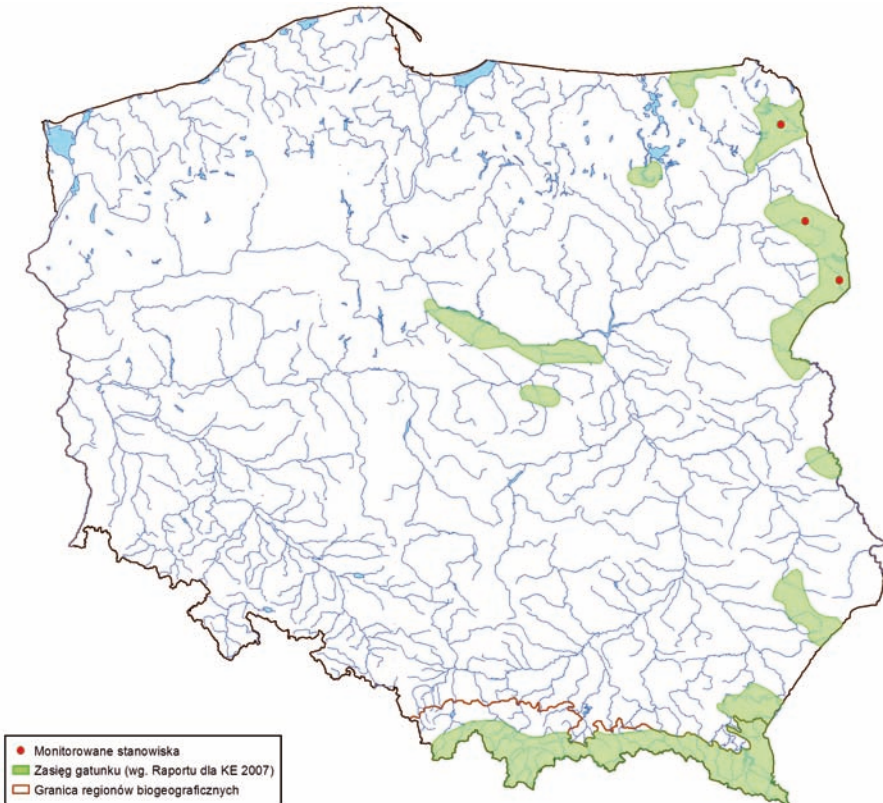 Monitorowane stanowiska
Zasięg gatunku (wg. Raportu dla KE 2007)
Granica regionów biogeograficznych